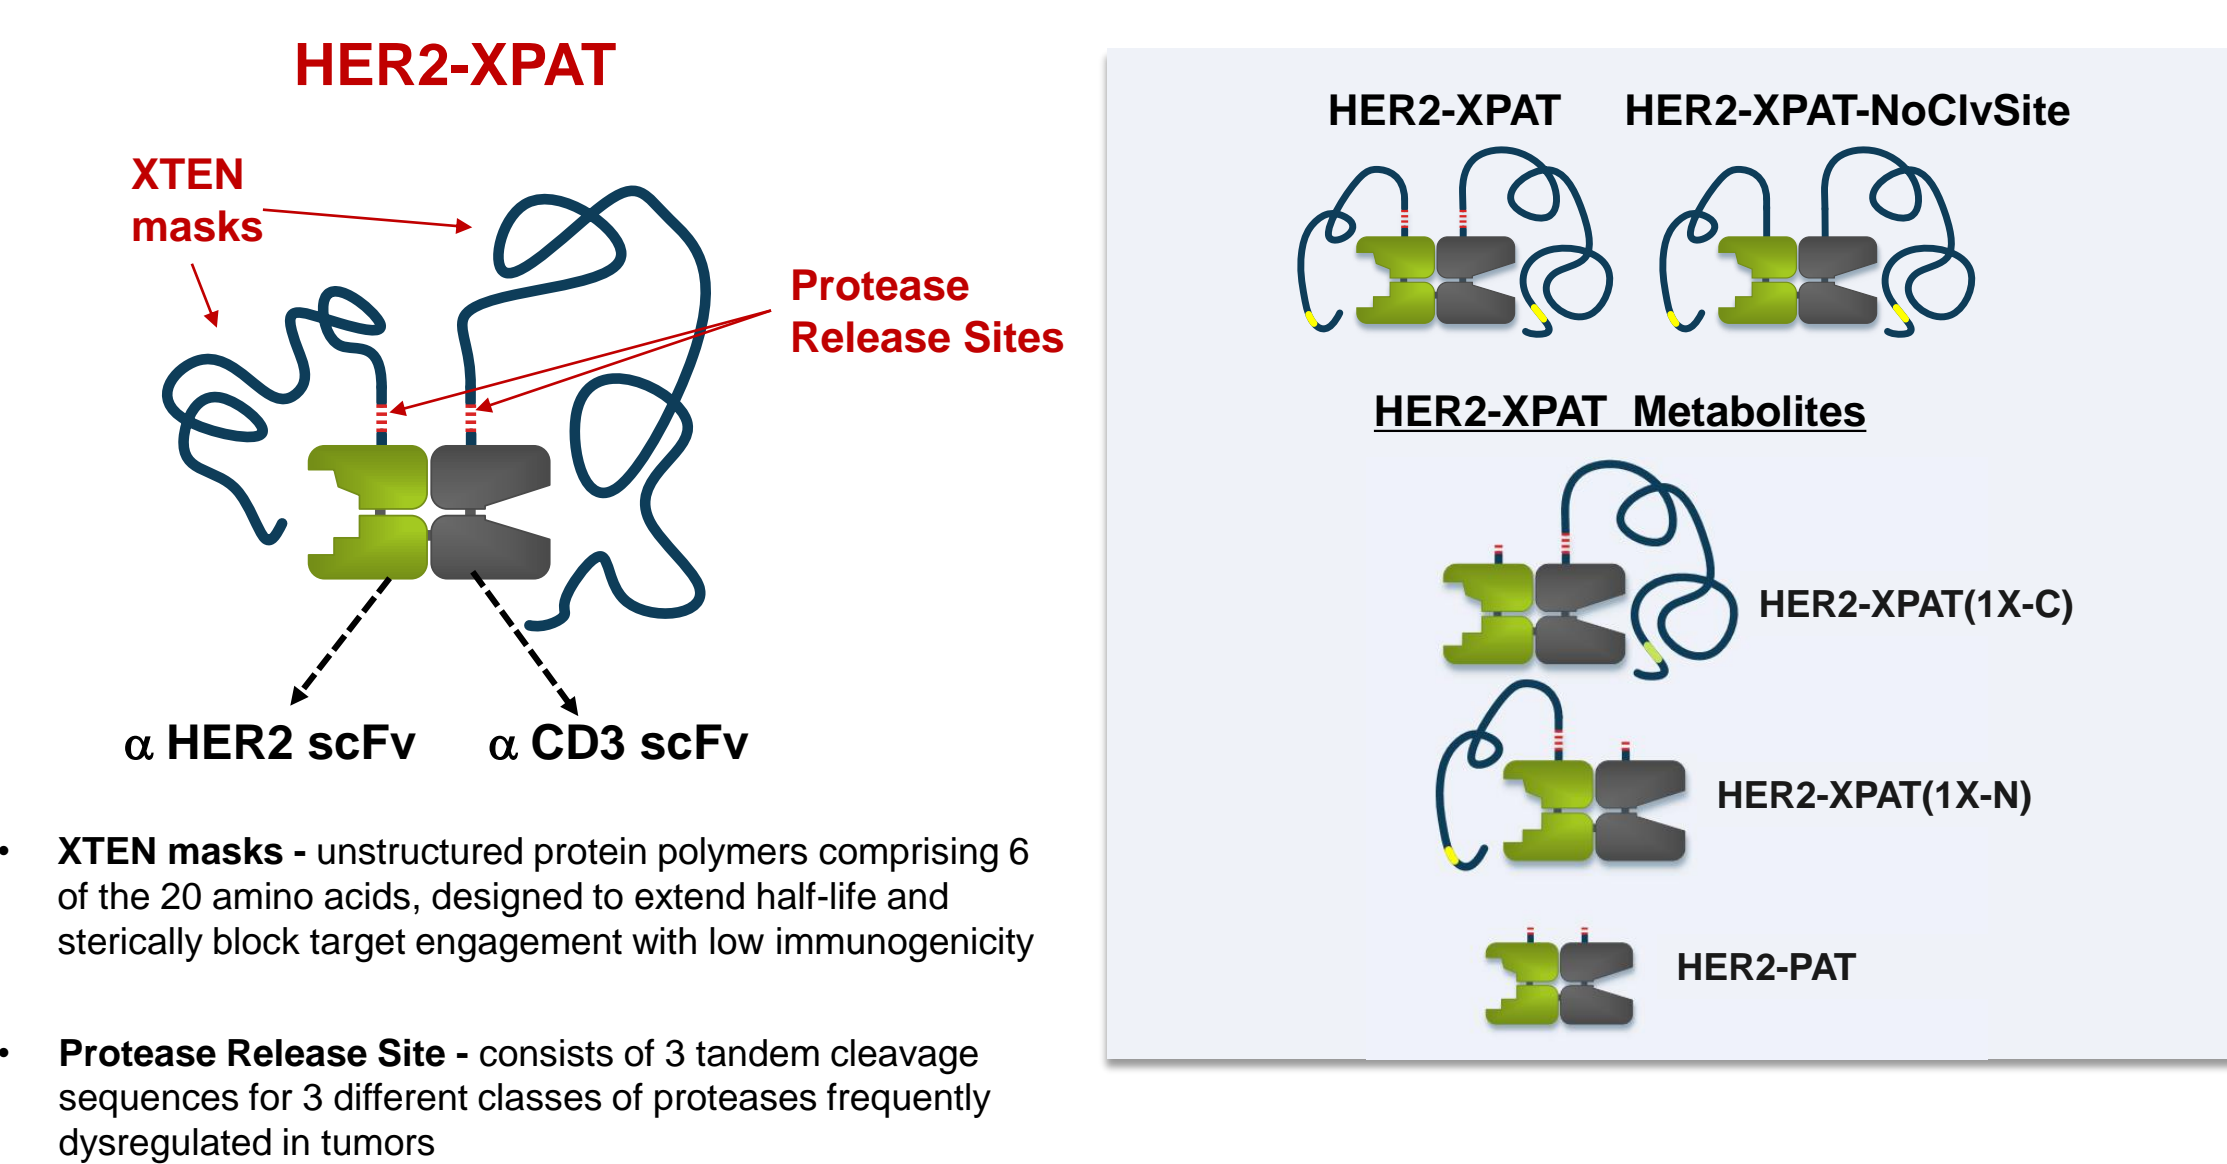 HER2-XPAT
XTEN
masks
Protease
Release Sites
α HER2 scFv
α CD3 scFv
• XTEN masks - unstructured protein polymers comprising 6
of the 20 amino acids, designed to extend half-life and
sterically block target engagement with low immunogenicity
• Protease Release Site - consists of 3 tandem cleavage
sequences for 3 different classes of proteases frequently
dysregulated in tumors
HER2-XPAT
HER2-XPAT-NoClvSite
HER2-XPAT Metabolites
HER2-XPAT(1X-C)
HER2-XPAT(1X-N)
HER2-PAT